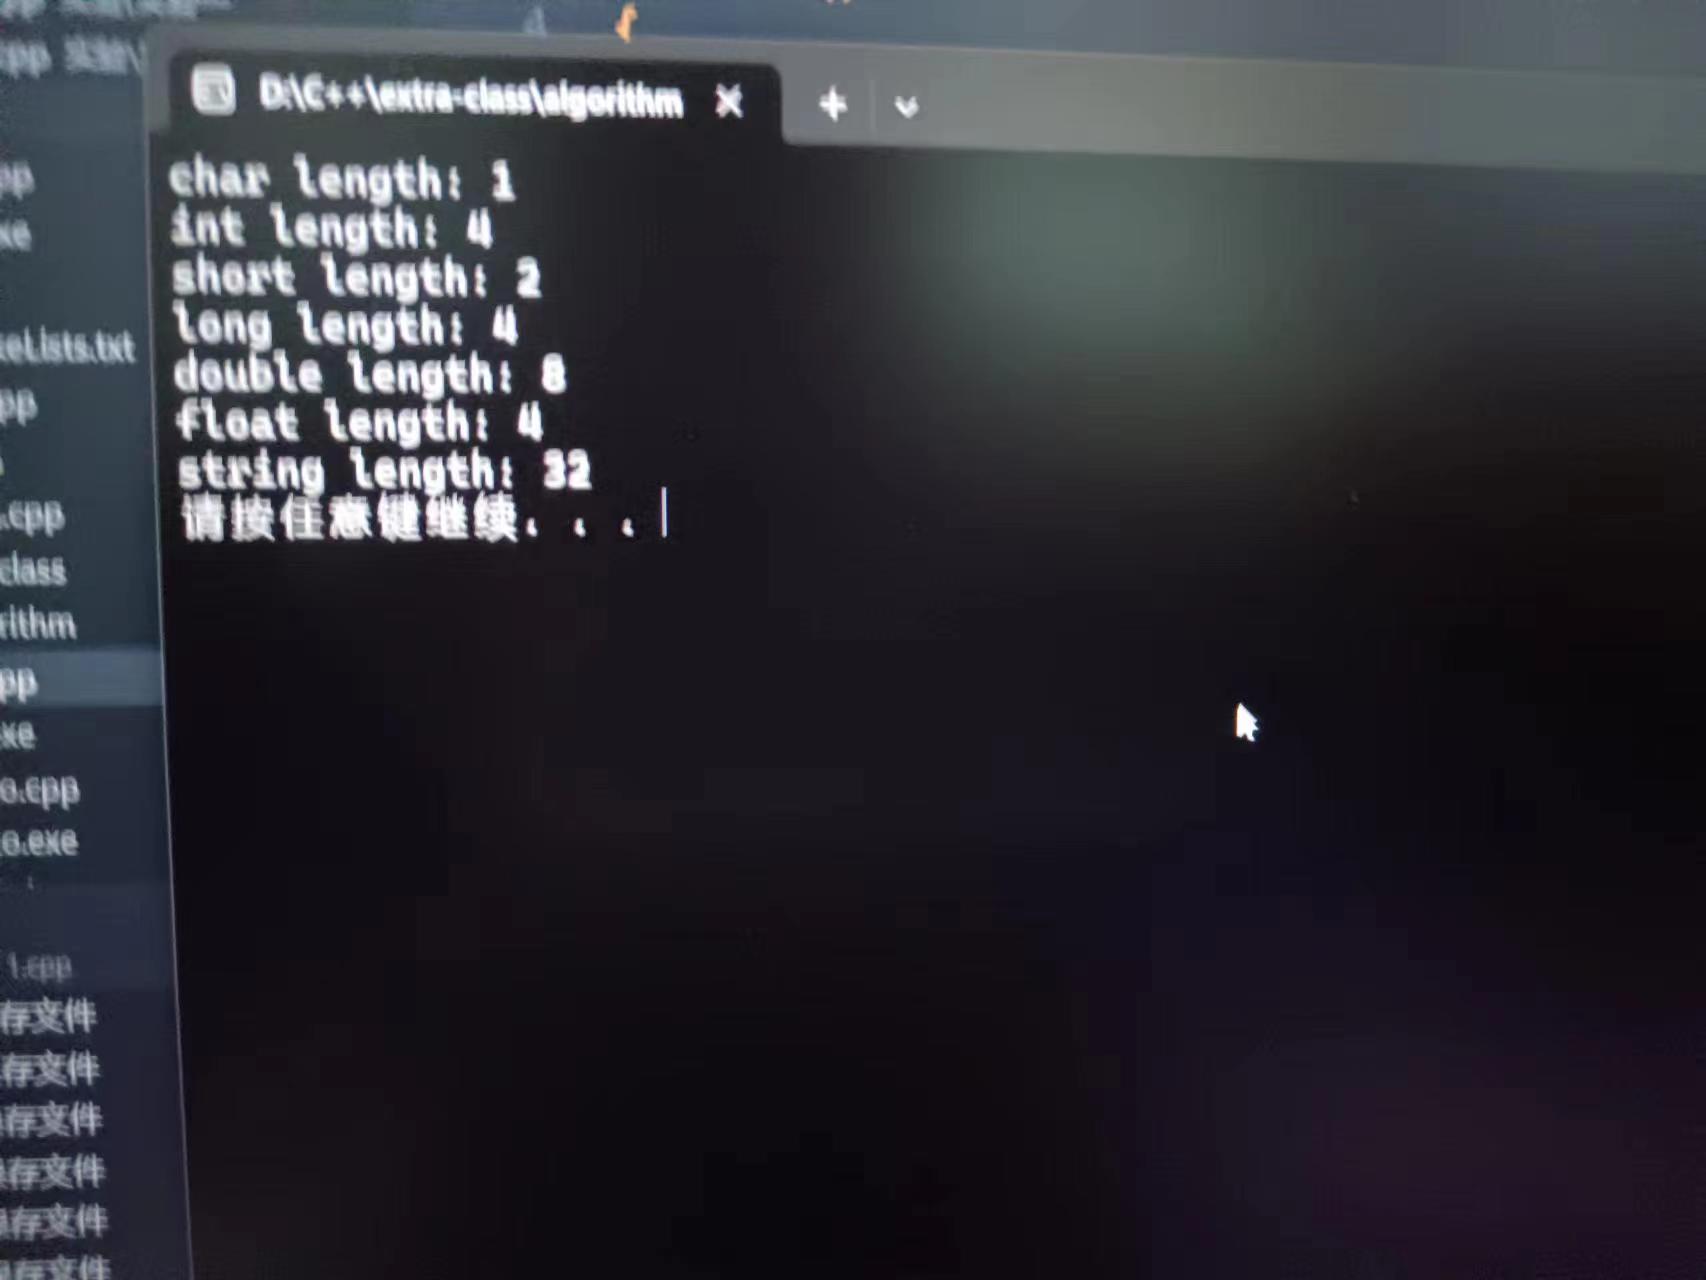 D:\C++\extra-class\algorithm
char length: 1
int length: 4
short length: 2
long length: 4
double length: 8
float length: 4
string length: 32
请按任意键继续. . .
pp
xe
eLists.txt
pp
.cpp
class
rithm
pp
xe
o.cpp
o.exe
1.cpp
存文件
存文件
存文件
存文件
存文件
存文件